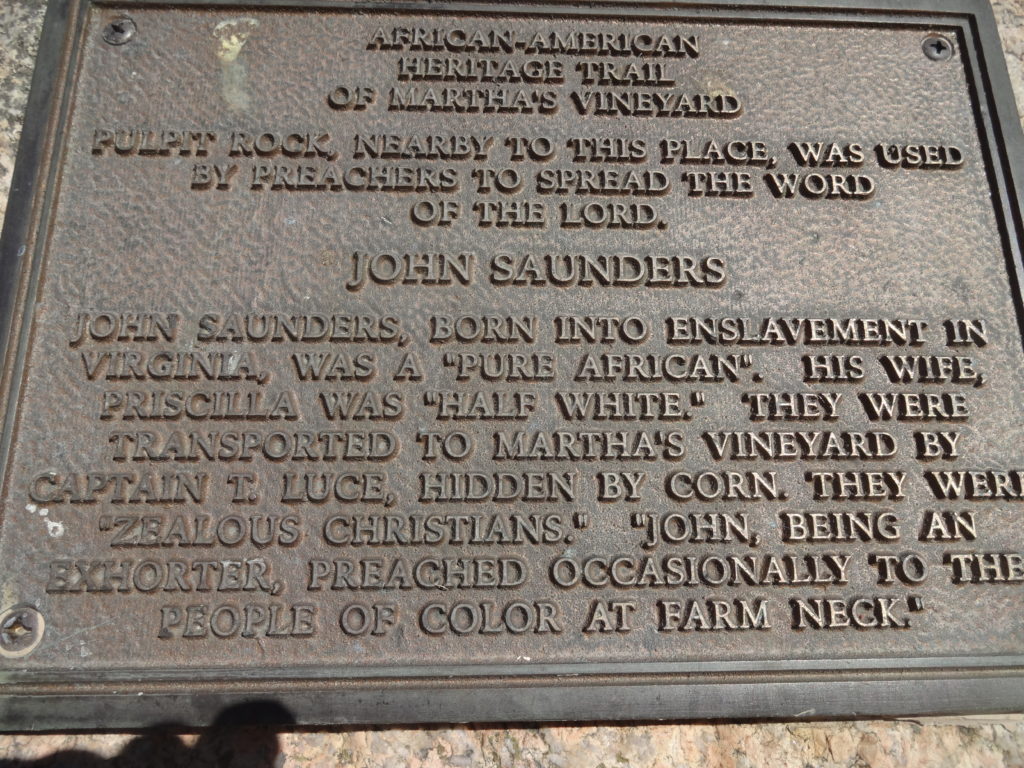 AFRICAN-AMERICAN
HERITAGE TRAIL
OF MARTHA'S VINEYARD
PULPIT ROCK, NEARBY TO THIS PLACE, WAS USED
BY PREACHERS TO SPREAD THE WORD
OF THE LORD.
JOHN SAUNDERS
JOHN SAUNDERS, BORN INTO ENSLAVEMENT IN
VIRGINIA, WAS A "PURE AFRICAN". HIS WIFE,
PRISCILLA WAS "HALF WHITE." THEY WERE
TRANSPORTED TO MARTHA'S VINEYARD BY
CAPTAIN T. LUCE, HIDDEN BY CORN. THEY WERE
"ZEALOUS CHRISTIANS." "JOHN, BEING AN
EXHORTER, PREACHED OCCASIONALLY TO THE
PEOPLE OF COLOR AT FARM NECK."